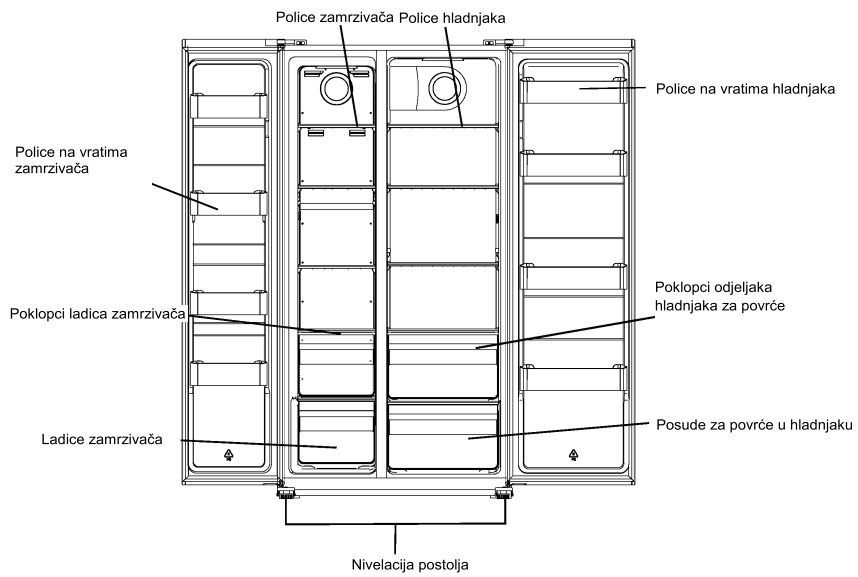 Police zamrzivača
Police hladnjaka
Police na vratima hladnjaka
Police na vratima
zamrzivača
Poklopci odjeljaka
hladnjaka za povrće
Poklopci ladica zamrzivača
Posude za povrće u hladnjaku
Ladice zamrzivača
Nivelacija postolja